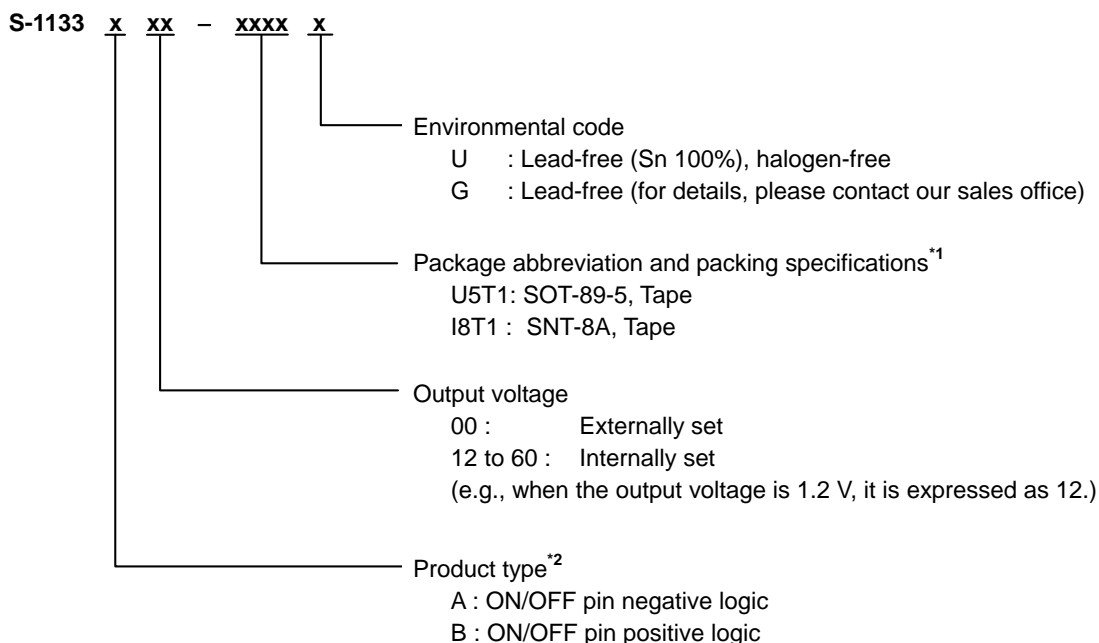 S-1133 x xx – xxxx x
Environmental code
U : Lead-free (Sn 100%), halogen-free
G : Lead-free (for details, please contact our sales office)
Package abbreviation and packing specifications*1
U5T1: SOT-89-5, Tape
I8T1 : SNT-8A, Tape
Output voltage
00 : Externally set
12 to 60 : Internally set
(e.g., when the output voltage is 1.2 V, it is expressed as 12.)
Product type*2
A : ON/OFF pin negative logic
B : ON/OFF pin positive logic